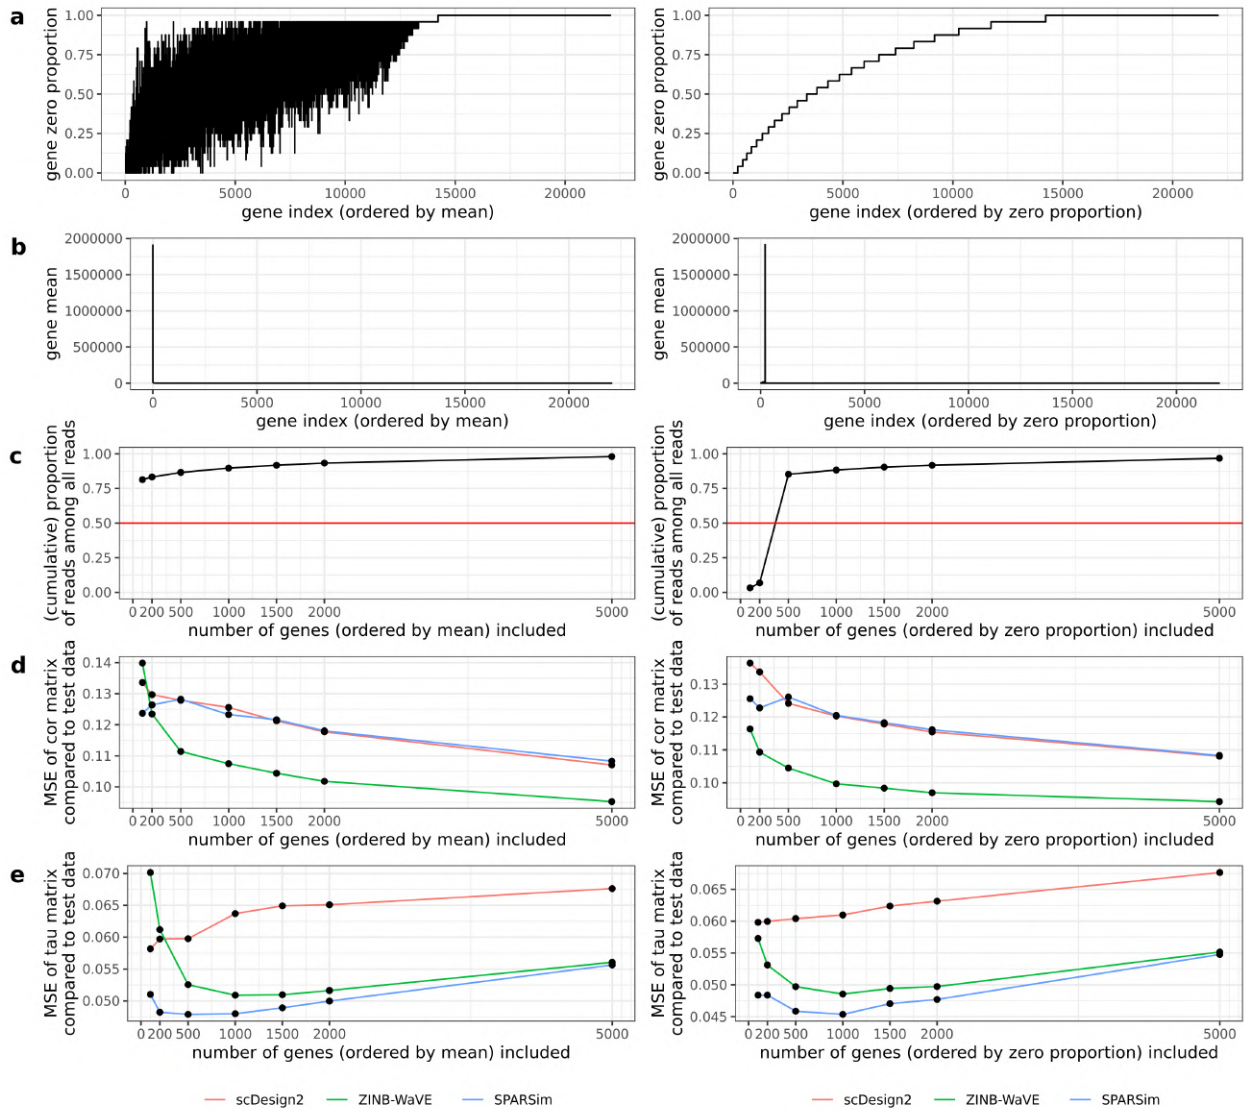 a
gene zero proportion
1.00
0.75
0.50
0.25
0.00
0 5000 10000 15000 20000
gene index (ordered by mean)
gene zero proportion
1.00
0.75
0.50
0.25
0.00
0 5000 10000 15000 20000
gene index (ordered by zero proportion)
b
gene mean
2000000
1500000
1000000
500000
0
0 5000 10000 15000 20000
gene index (ordered by mean)
gene mean
2000000
1500000
1000000
500000
0
0 5000 10000 15000 20000
gene index (ordered by zero proportion)
c
(cumulative) proportion
of reads among all reads
1.00
0.75
0.50
0.25
0.00
0 200 500 1000 1500 2000 5000
number of genes (ordered by mean) included
(cumulative) proportion
of reads among all reads
1.00
0.75
0.50
0.25
0.00
0 200 500 1000 1500 2000 5000
number of genes (ordered by zero proportion) included
d
MSE of cor matrix
compared to test data
0.14
0.13
0.12
0.11
0.10
0 200 500 1000 1500 2000 5000
number of genes (ordered by mean) included
MSE of cor matrix
compared to test data
0.13
0.12
0.11
0.10
0 200 500 1000 1500 2000 5000
number of genes (ordered by zero proportion) included
e
MSE of tau matrix
compared to test data
0.070
0.065
0.060
0.055
0.050
0 200 500 1000 1500 2000 5000
number of genes (ordered by mean) included
MSE of tau matrix
compared to test data
0.065
0.060
0.055
0.050
0.045
0 200 500 1000 1500 2000 5000
number of genes (ordered by zero proportion) included
scDesign2 ZINB-WaVE SPARSim
scDesign2 ZINB-WaVE SPARSim